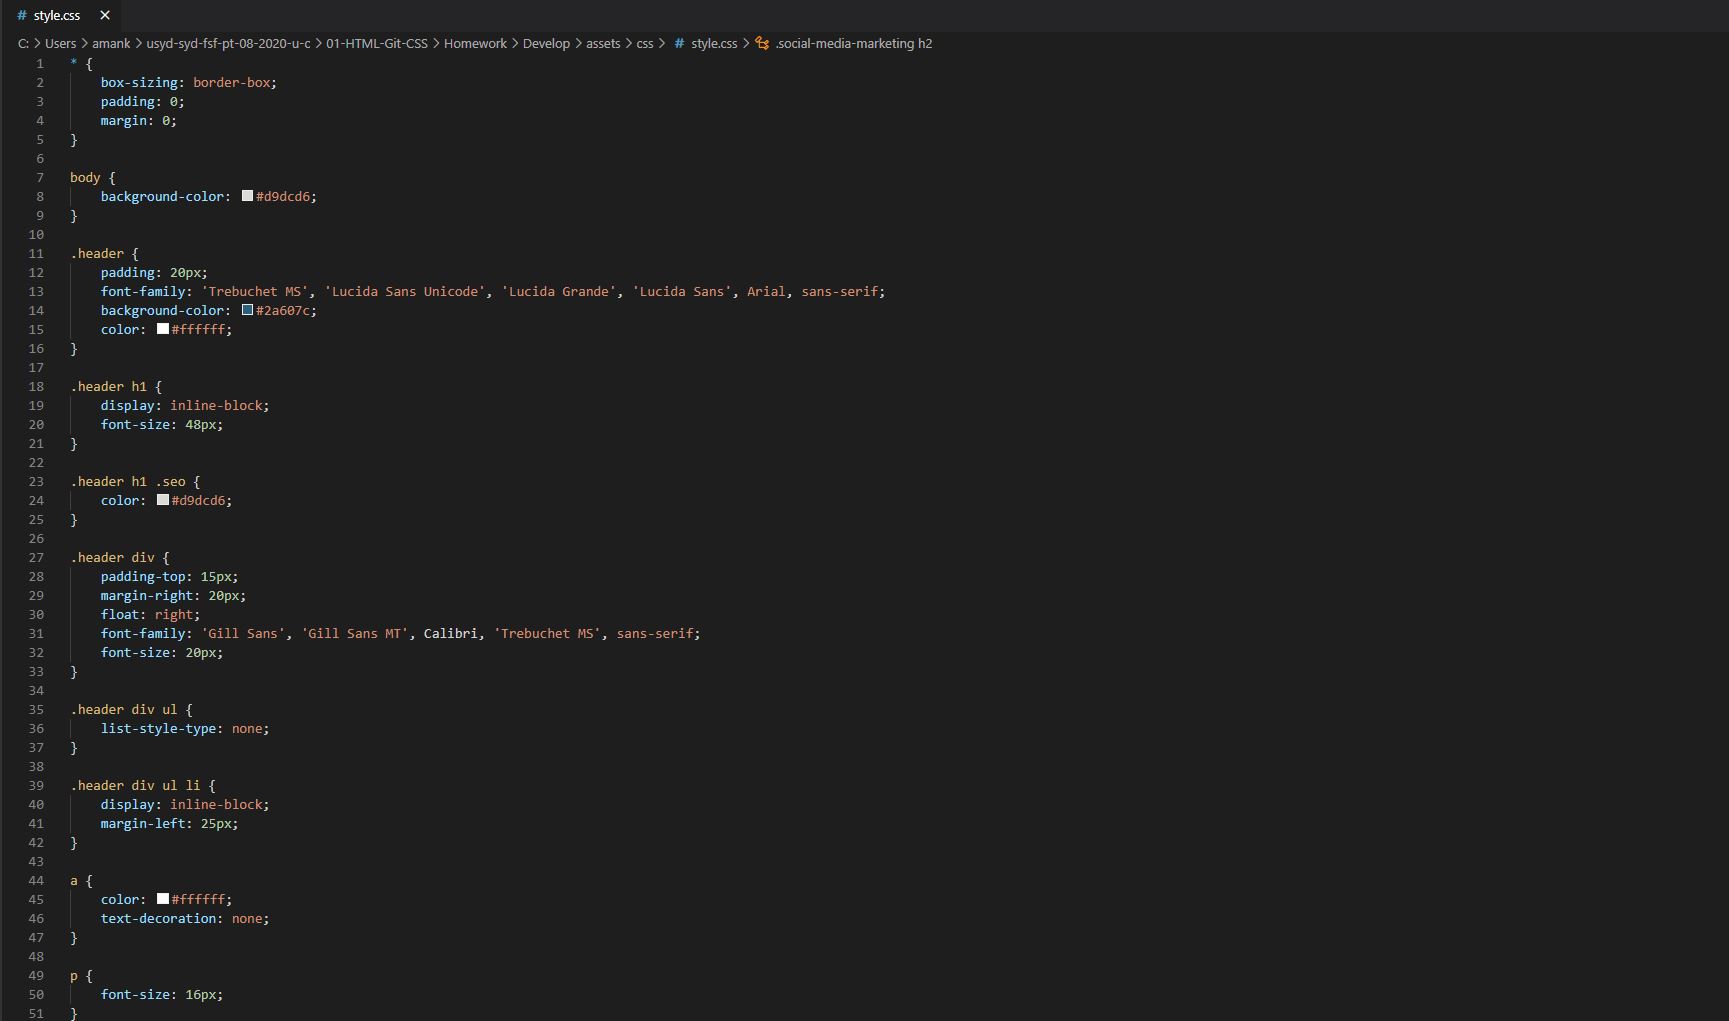 # style.css ×
C: > Users > amank > usyd-syd-fsf-pt-08-2020-u-c > 01-HTML-Git-CSS > Homework > Develop > assets > css > # style.css > .social-media-marketing h2
1 * {
2     box-sizing: border-box;
3     padding: 0;
4     margin: 0;
5 }
6
7 body {
8     background-color: #d9dcd6;
9 }
10
11 .header {
12     padding: 20px;
13     font-family: 'Trebuchet MS', 'Lucida Sans Unicode', 'Lucida Grande', 'Lucida Sans', Arial, sans-serif;
14     background-color: #2a607c;
15     color: #ffffff;
16 }
17
18 .header h1 {
19     display: inline-block;
20     font-size: 48px;
21 }
22
23 .header h1 .seo {
24     color: #d9dcd6;
25 }
26
27 .header div {
28     padding-top: 15px;
29     margin-right: 20px;
30     float: right;
31     font-family: 'Gill Sans', 'Gill Sans MT', Calibri, 'Trebuchet MS', sans-serif;
32     font-size: 20px;
33 }
34
35 .header div ul {
36     list-style-type: none;
37 }
38
39 .header div ul li {
40     display: inline-block;
41     margin-left: 25px;
42 }
43
44 a {
45     color: #ffffff;
46     text-decoration: none;
47 }
48
49 p {
50     font-size: 16px;
51 }